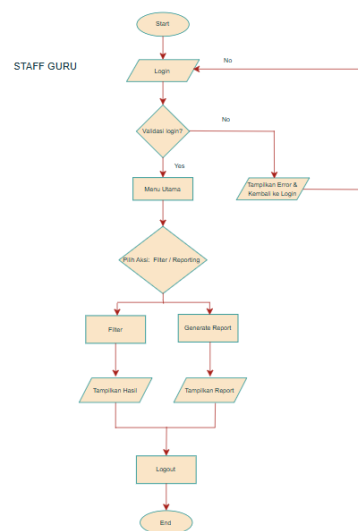 Start
No
STAFF GURU
Login
No
Validasi login?
Yes
Menu Utama
Tampilkan Error &
Kembali ke Login
Pilih Aksi: Filter / Reporting
Filter
Generate Report
Tampilkan Hasil
Tampilkan Report
Logout
End